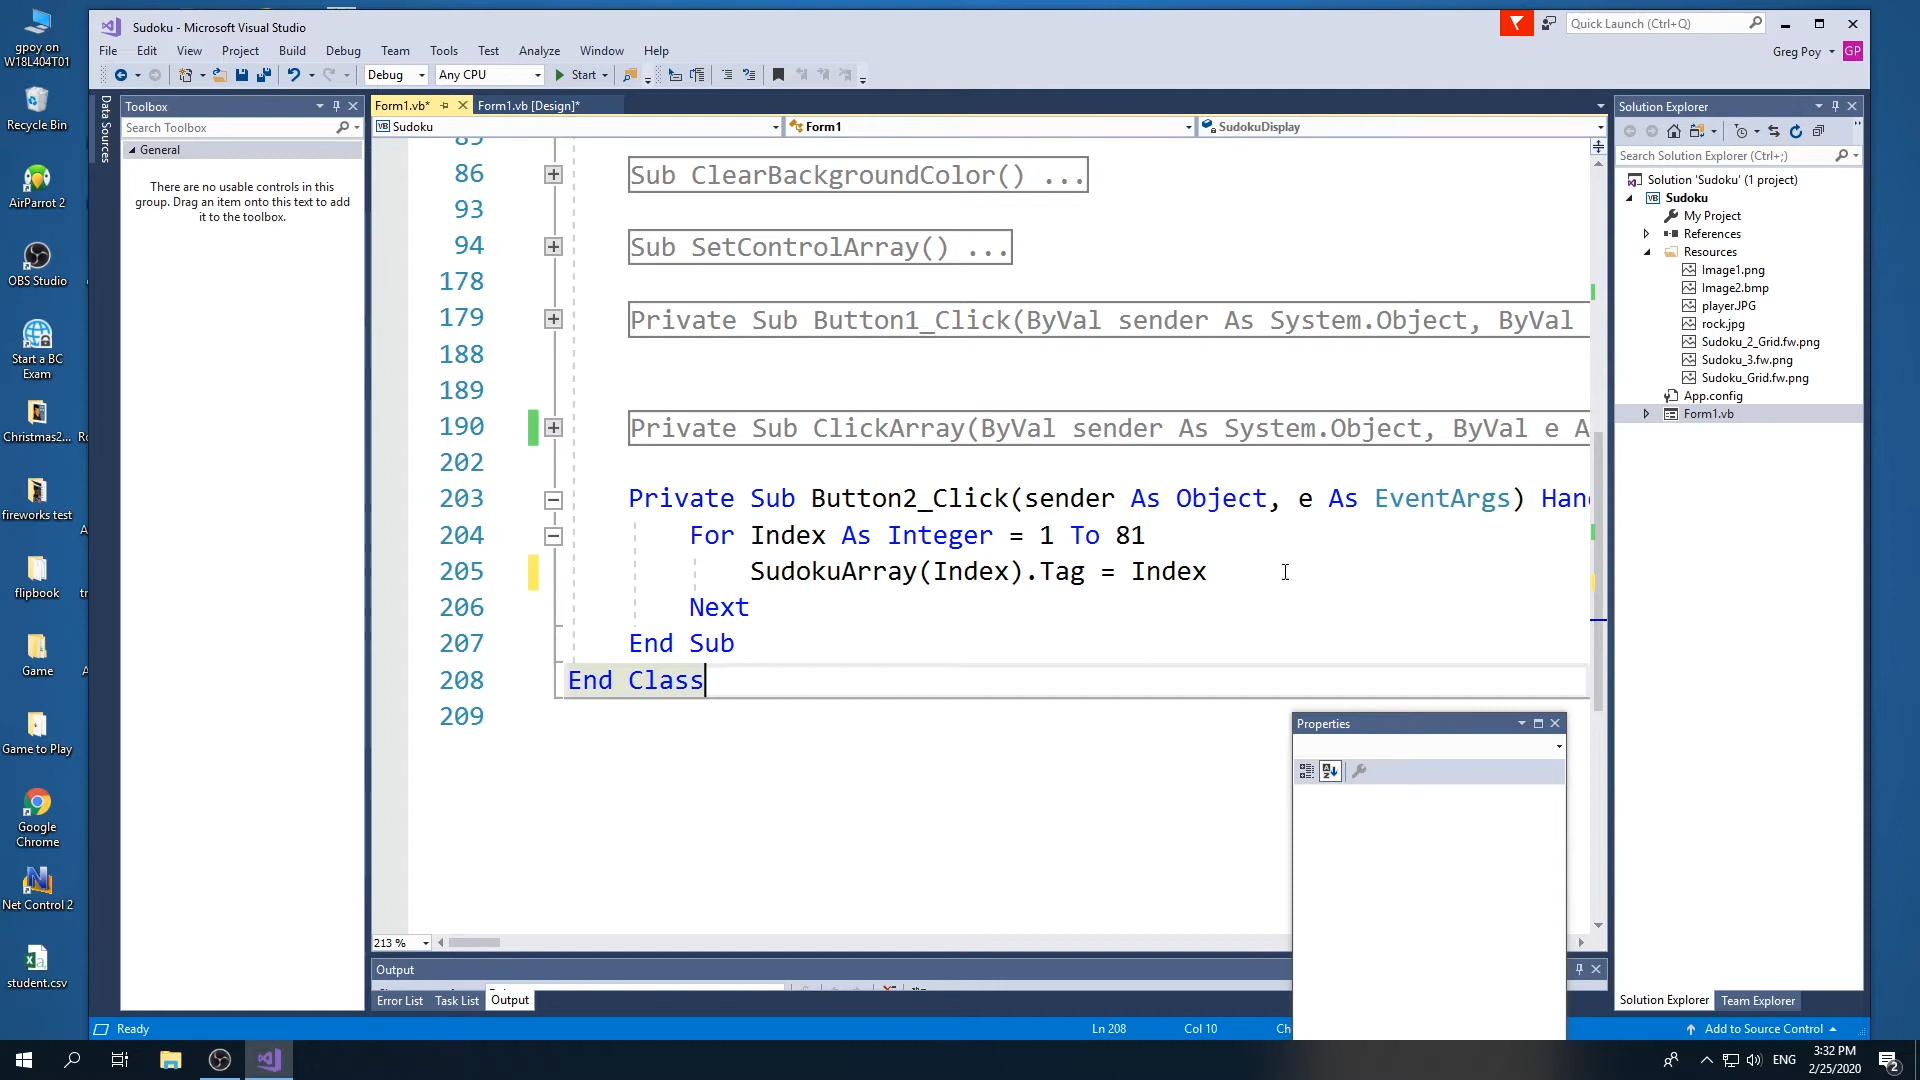 gpoy on
W18L404T01
Recycle Bin
AirParrot 2
OBS Studio
Start a BC
Exam
Christmas2...
fireworks test
flipbook
Game
Game to Play
Google
Chrome
Net Control 2
student.csv
Sudoku - Microsoft Visual Studio
Quick Launch (Ctrl+Q)
File Edit View Project Build Debug Team Tools Test Analyze Window Help
Greg Poy GP
Debug Any CPU Start
Data Sources
Toolbox
Search Toolbox
General
There are no usable controls in this
group. Drag an item onto this text to add
it to the toolbox.
Form1.vb* Form1.vb [Design]*
VB Sudoku Form1 SudokuDisplay
85
86 Sub ClearBackgroundColor() ...
93
94 Sub SetControlArray() ...
178
179 Private Sub Button1_Click(ByVal sender As System.Object, ByVal
188
189
190 Private Sub ClickArray(ByVal sender As System.Object, ByVal e A
202
203 Private Sub Button2_Click(sender As Object, e As EventArgs) Han
204 For Index As Integer = 1 To 81
205 SudokuArray(Index).Tag = Index
206 Next
207 End Sub
208 End Class
209
213 %
Properties
Output
Error List Task List Output
Solution Explorer
Search Solution Explorer (Ctrl+;)
Solution 'Sudoku' (1 project)
VB Sudoku
My Project
References
Resources
Image1.png
Image2.bmp
player.JPG
rock.jpg
Sudoku_2_Grid.fw.png
Sudoku_3.fw.png
Sudoku_Grid.fw.png
App.config
Form1.vb
Solution Explorer Team Explorer
Ready Ln 208 Col 10 Ch Add to Source Control
ENG
3:32 PM
2/25/2020
2